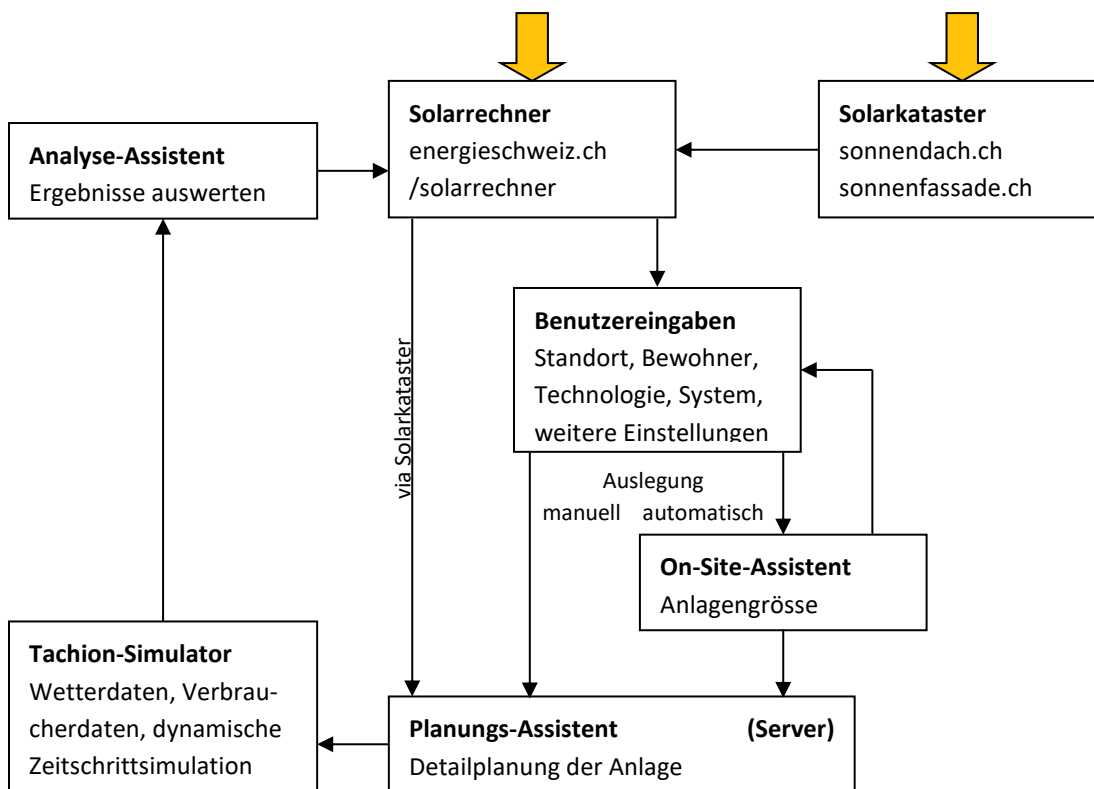 Solarrechner
energieschweiz.ch
/solarrechner
Solarkataster
sonnendach.ch
sonnenfassade.ch
Analyse-Assistent
Ergebnisse auswerten
Benutzereingaben
Standort, Bewohner,
Technologie, System,
weitere Einstellungen
via Solarkataster
Auslegung
manuell automatisch
On-Site-Assistent
Anlagengrösse
Tachion-Simulator
Wetterdaten, Verbrau-
cherdaten, dynamische
Zeitschrittsimulation
Planungs-Assistent (Server)
Detailplanung der Anlage